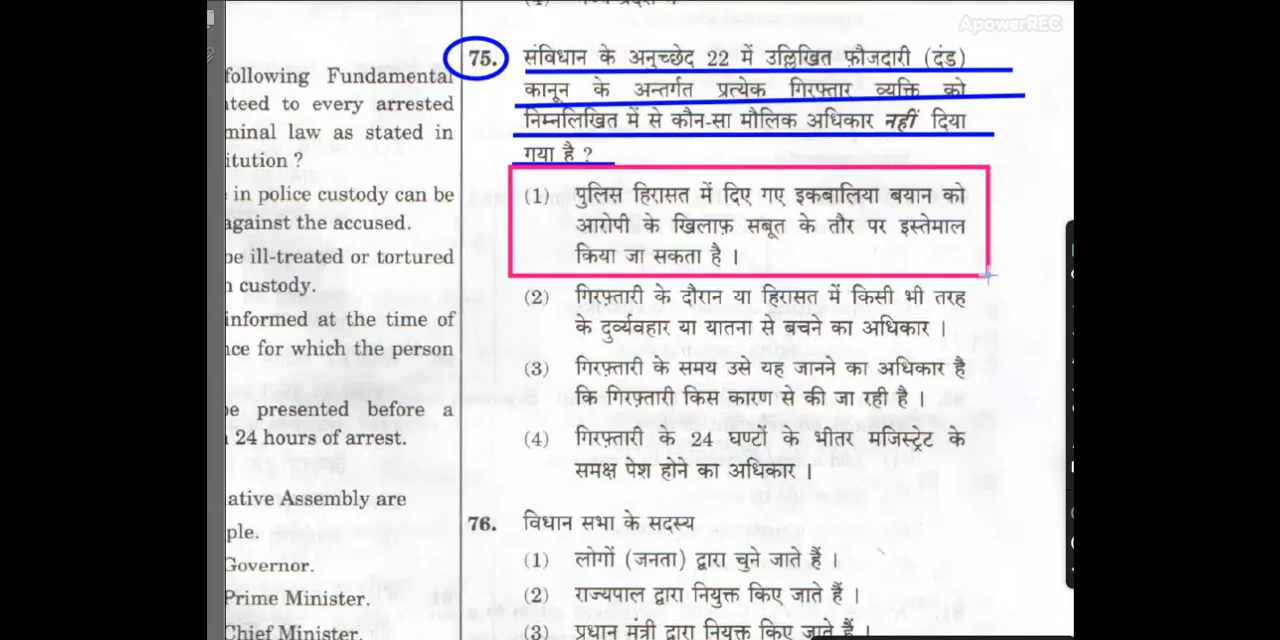 ApowerREC
75. संविधान के अनुच्छेद 22 में उल्लिखित फ़ौजदारी (दंड)
कानून के अन्तर्गत प्रत्येक गिरफ्तार व्यक्ति को
निम्नलिखित में से कौन-सा मौलिक अधिकार नहीं दिया
गया है ?
(1) पुलिस हिरासत में दिए गए इकबालिया बयान को
आरोपी के खिलाफ़ सबूत के तौर पर इस्तेमाल
किया जा सकता है ।
(2) गिरफ़्तारी के दौरान या हिरासत में किसी भी तरह
के दुर्व्यवहार या यातना से बचने का अधिकार ।
(3) गिरफ़्तारी के समय उसे यह जानने का अधिकार है
कि गिरफ़्तारी किस कारण से की जा रही है ।
(4) गिरफ़्तारी के 24 घण्टों के भीतर मजिस्ट्रेट के
समक्ष पेश होने का अधिकार ।
76. विधान सभा के सदस्य
(1) लोगों (जनता) द्वारा चुने जाते हैं ।
(2) राज्यपाल द्वारा नियुक्त किए जाते हैं ।
(3) प्रधान मंत्री द्वारा नियुक्त किए जाते हैं ।
following Fundamental
teed to every arrested
minal law as stated in
itution ?
in police custody can be
against the accused.
be ill-treated or tortured
custody.
informed at the time of
nce for which the person
be presented before a
24 hours of arrest.
ative Assembly are
ple.
Governor.
Prime Minister.
Chief Minister.